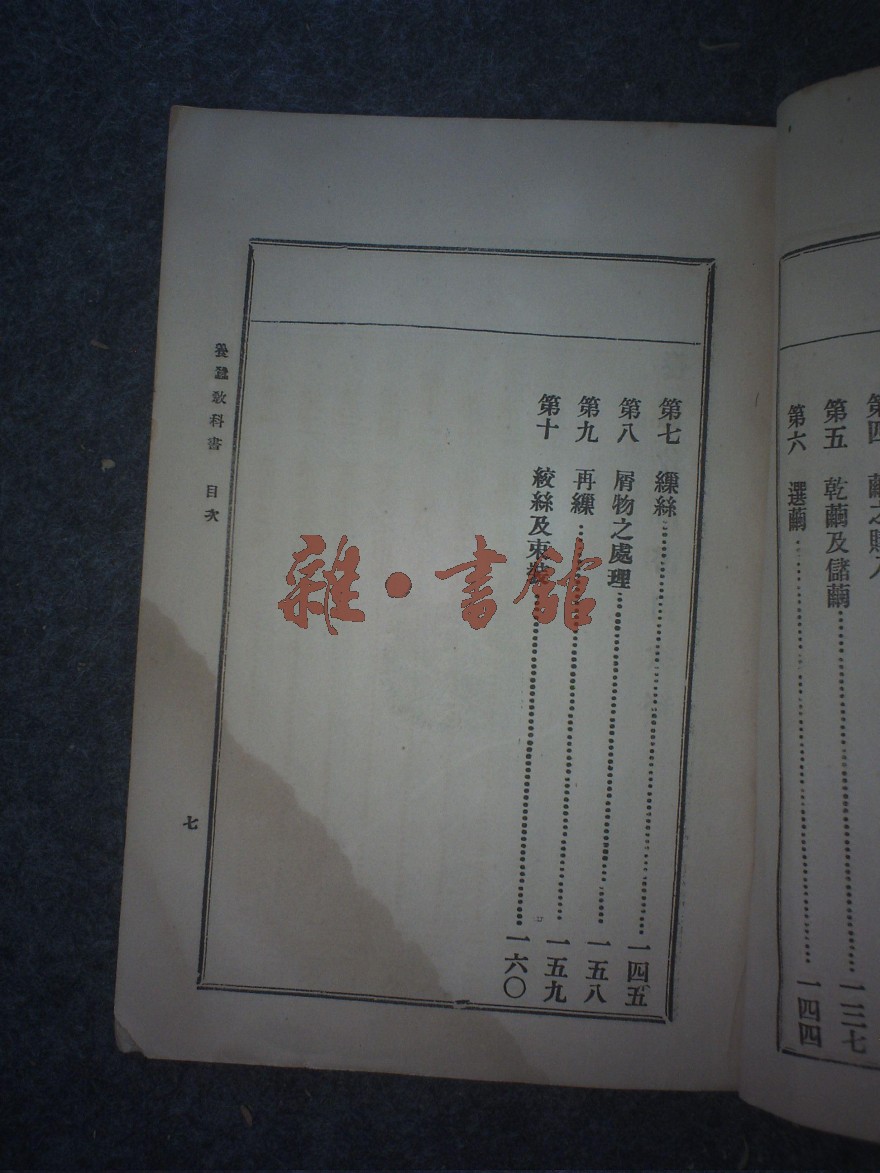 第五　乾繭及儲繭……一三七
第六　選繭……一四四
第七　繅絲……一四五
第八　屑物之處理……一五八
第九　再繅……一五九
第十　絞絲及束裝……一六〇
養蠶教科書　目次
七
雜·書館